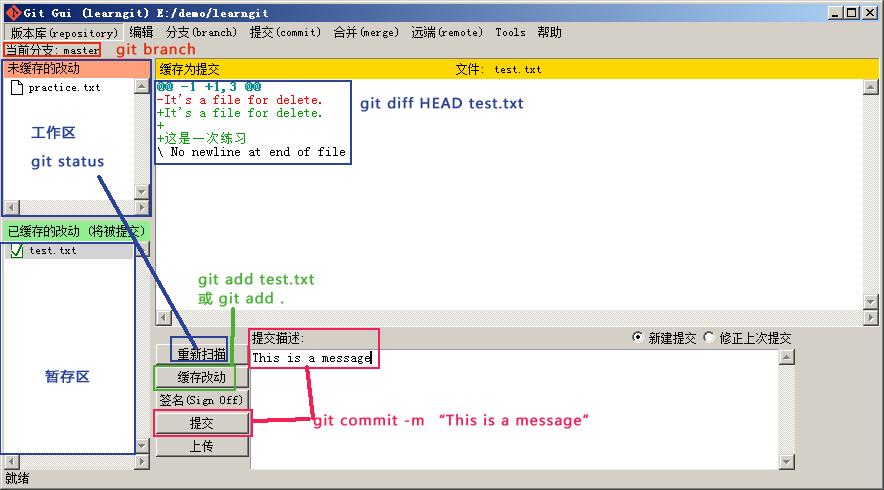 Git Gui (learngit) E:/demo/learngit
版本库(repository) 编辑 分支(branch) 提交(commit) 合并(merge) 远端(remote) Tools 帮助
当前分支: master
git branch
未缓存的改动
缓存为提交 文件: test.txt
practice.txt
@@ -1 +1,3 @@
-It's a file for delete.
+It's a file for delete.
+
+这是一次练习
\ No newline at end of file
git diff HEAD test.txt
工作区
git status
已缓存的改动 (将被提交)
test.txt
暂存区
git add test.txt
或 git add .
重新扫描
缓存改动
签名(Sign Off)
提交
上传
提交描述:
新建提交 修正上次提交
This is a message
git commit -m “This is a message”
就绪